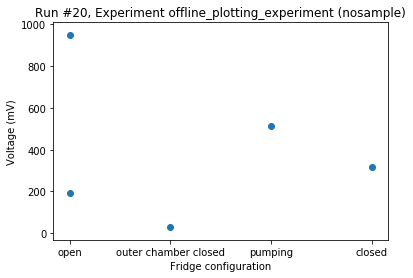 Run #20, Experiment offline_plotting_experiment (nosample)
1000
800
600
400
200
0
Voltage (mV)
open outer chamber closed pumping closed
Fridge configuration